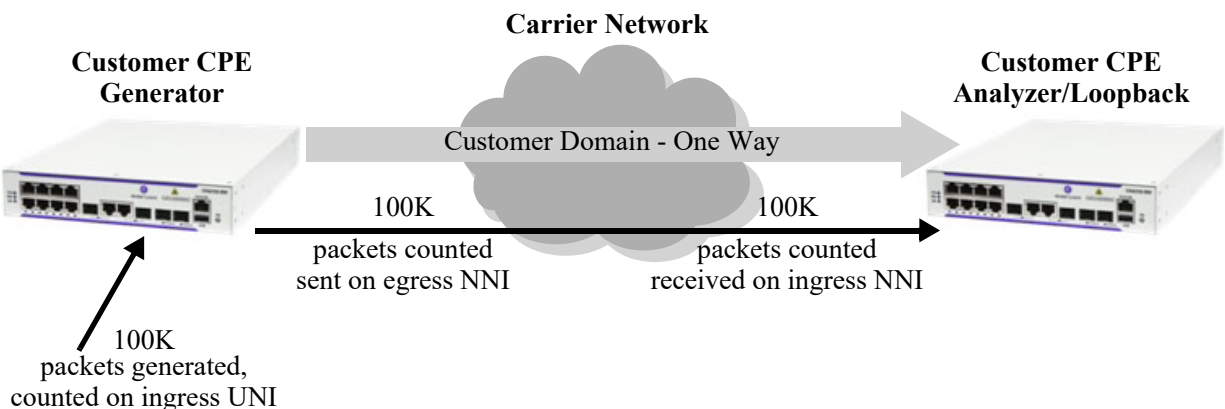 Carrier Network
Customer CPE
Generator
Customer CPE
Analyzer/Loopback
Customer Domain - One Way
100K
packets counted
sent on egress NNI
100K
packets counted
received on ingress NNI
100K
packets generated,
counted on ingress UNI